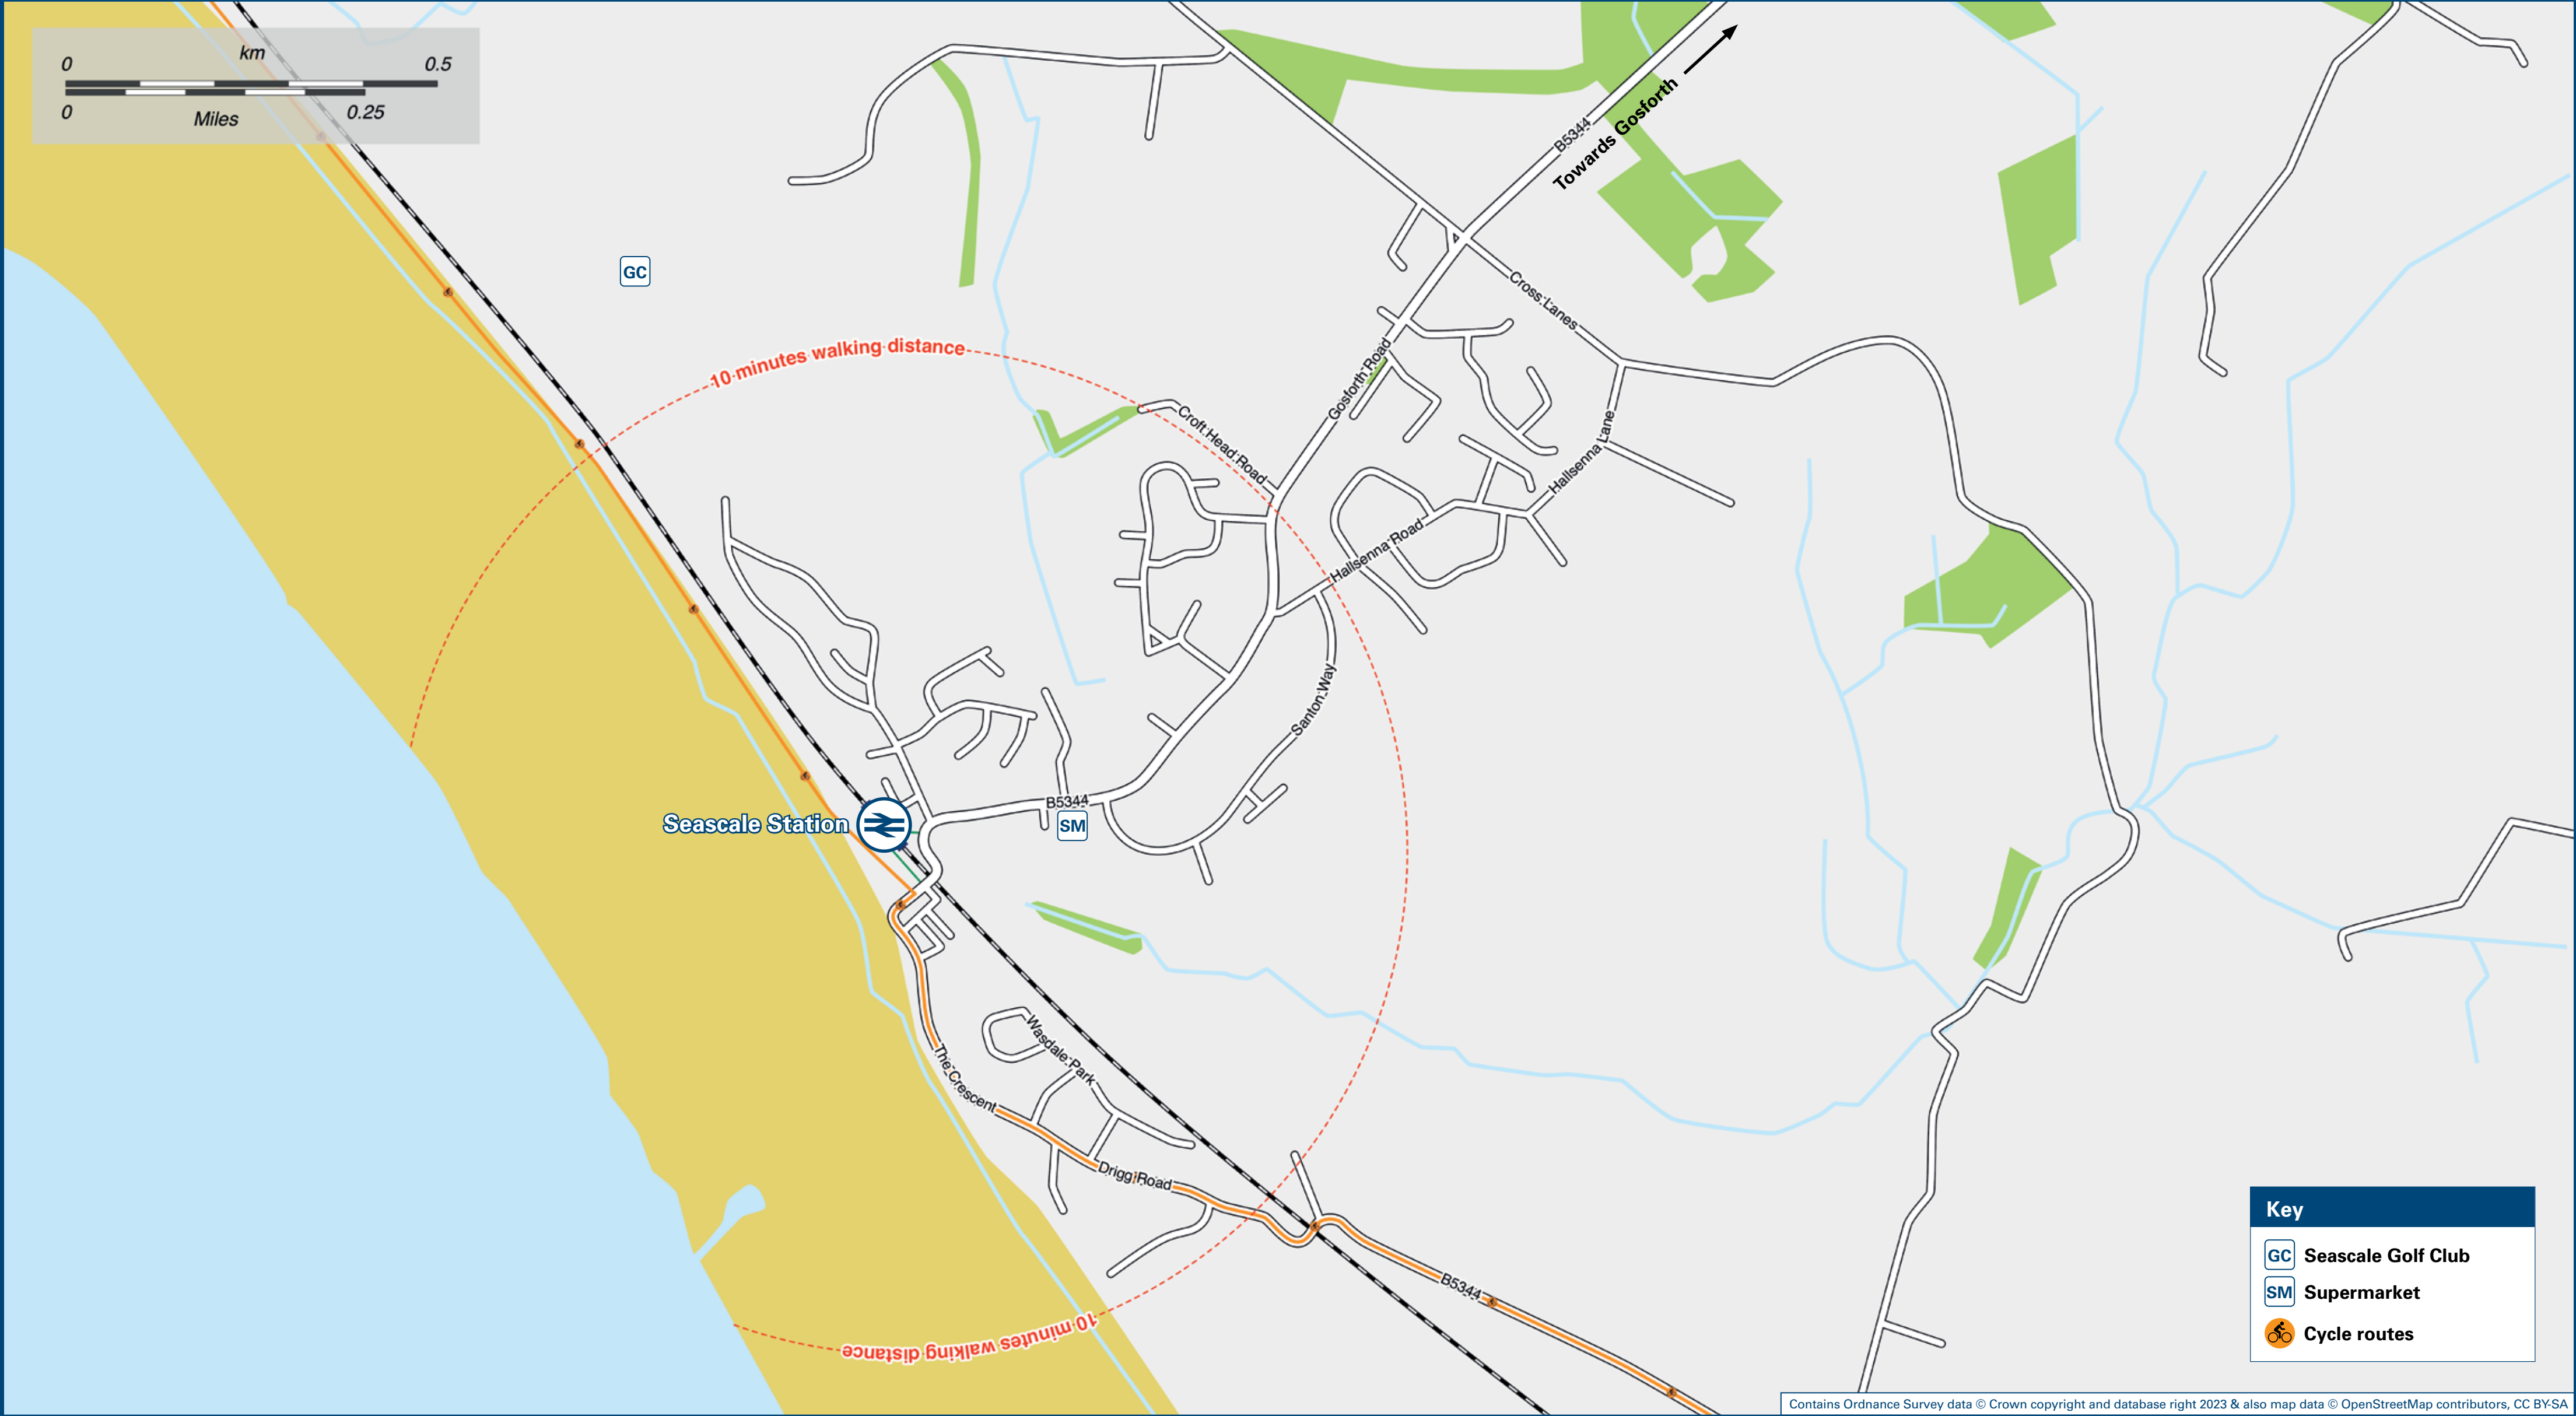 km
0 0.5
0 0.25
Miles
B5344
Towards Gosforth
GC
Cross Lanes
10 minutes walking distance
Gosforth Road
Croft Head Road
Hallsenna Lane
Hallsenna Road
Santon Way
B5344
Seascale Station
SM
Wasdale Park
The Crescent
Drigg Road
B5344
10 minutes walking distance
Key
GC Seascale Golf Club
SM Supermarket
Cycle routes
Contains Ordnance Survey data © Crown copyright and database right 2023 & also map data © OpenStreetMap contributors, CC BY-SA